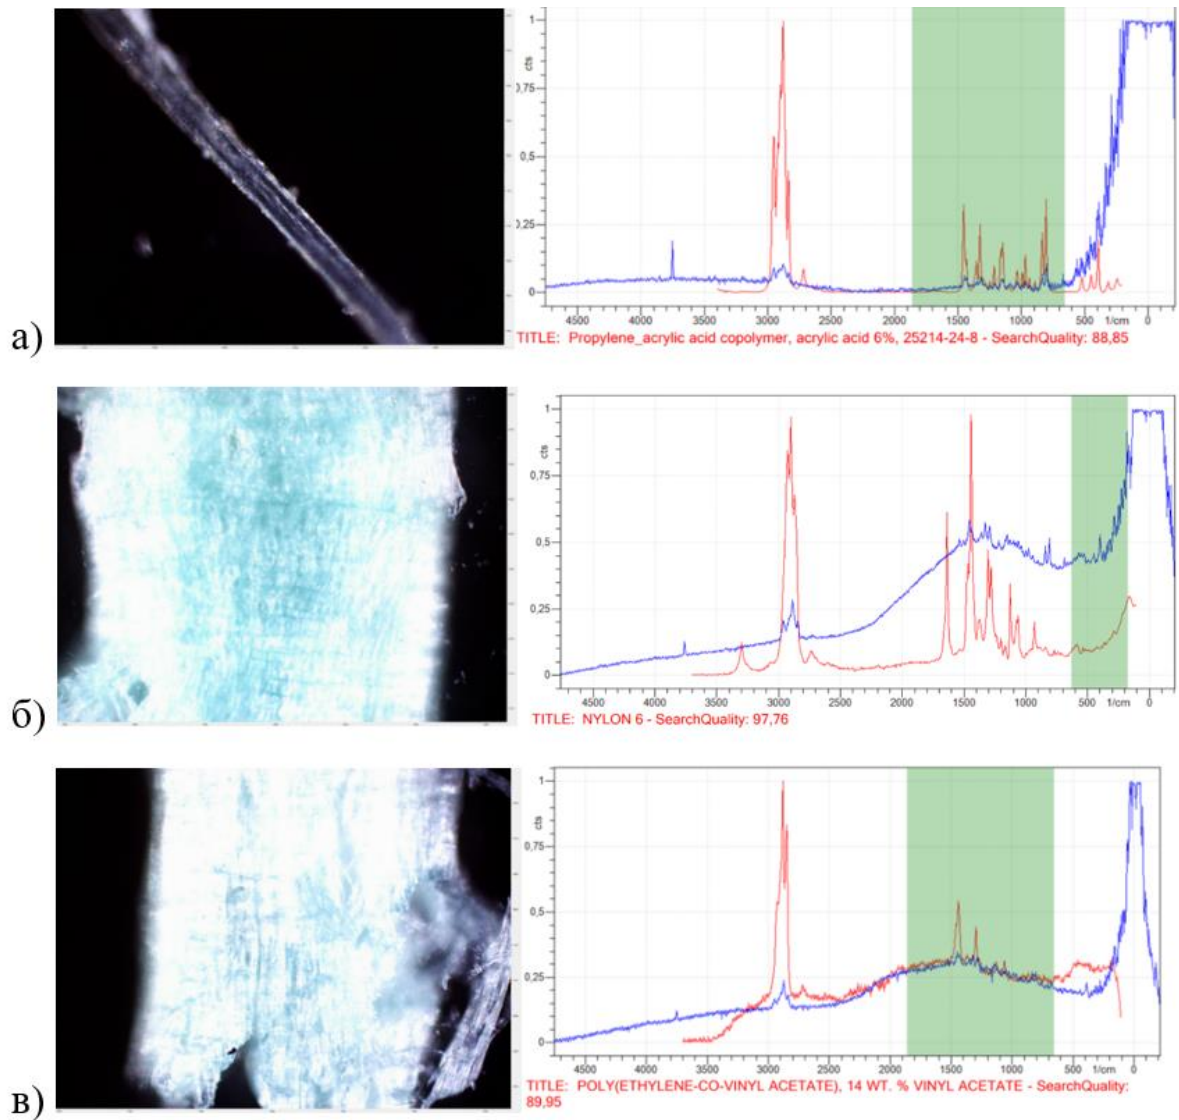 1
cts
0,75
0,5
0,25
0
4500 4000 3500 3000 2500 2000 1500 1000 1/cm 0
а)
TITLE: Propylene_acrylic acid copolymer, acrylic acid 6%, 25214-24-8 - SearchQuality: 88,85
1
cts
0,75
0,5
0,25
0
4500 4000 3500 3000 2500 2000 1500 1000 500 1/cm 0
б)
TITLE: NYLON 6 - SearchQuality: 97,76
1
cts
0,75
0,5
0,25
0
4500 4000 3500 3000 2500 2000 1500 1000 500 1/cm 0
в)
TITLE: POLY(ETHYLENE-CO-VINYL ACETATE), 14 WT. % VINYL ACETATE - SearchQuality:
89,95